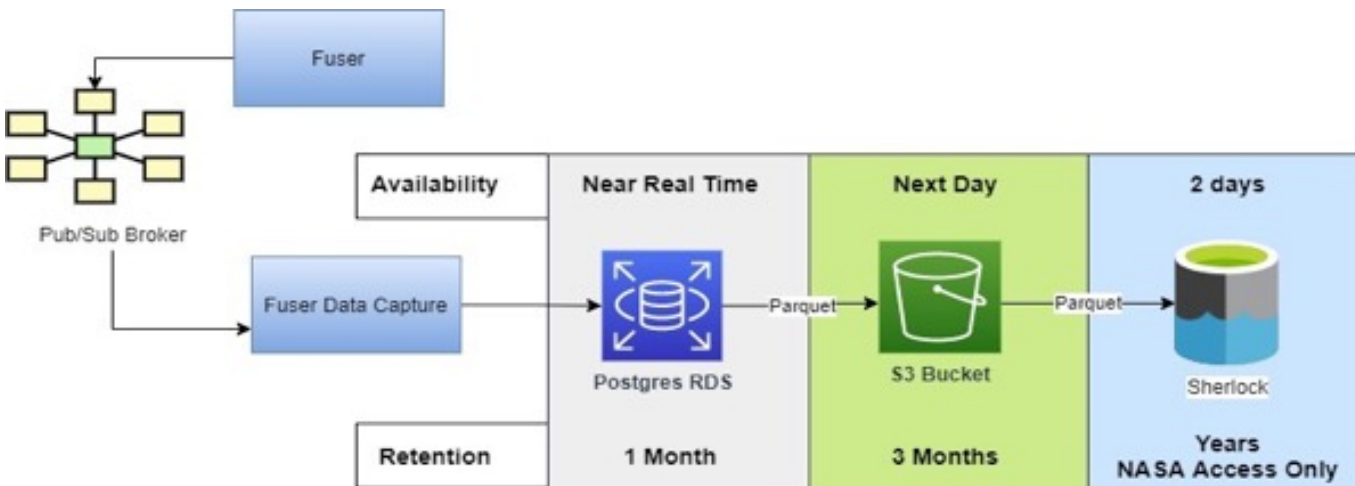 Fuser
Pub/Sub Broker
Fuser Data Capture
Availability
Near Real Time
Next Day
2 days
Parquet
Parquet
Postgres RDS
S3 Bucket
Sherlock
Retention
1 Month
3 Months
Years
NASA Access Only